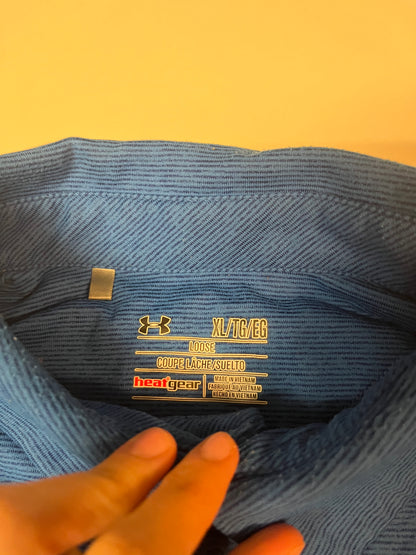 XL/TG/EG
LOOSE
COUPE LÂCHE/SUELTO
heatgear
MADE IN VIETNAM
FABRIQUÉ AU VIETNAM
HECHO EN VIETNAM